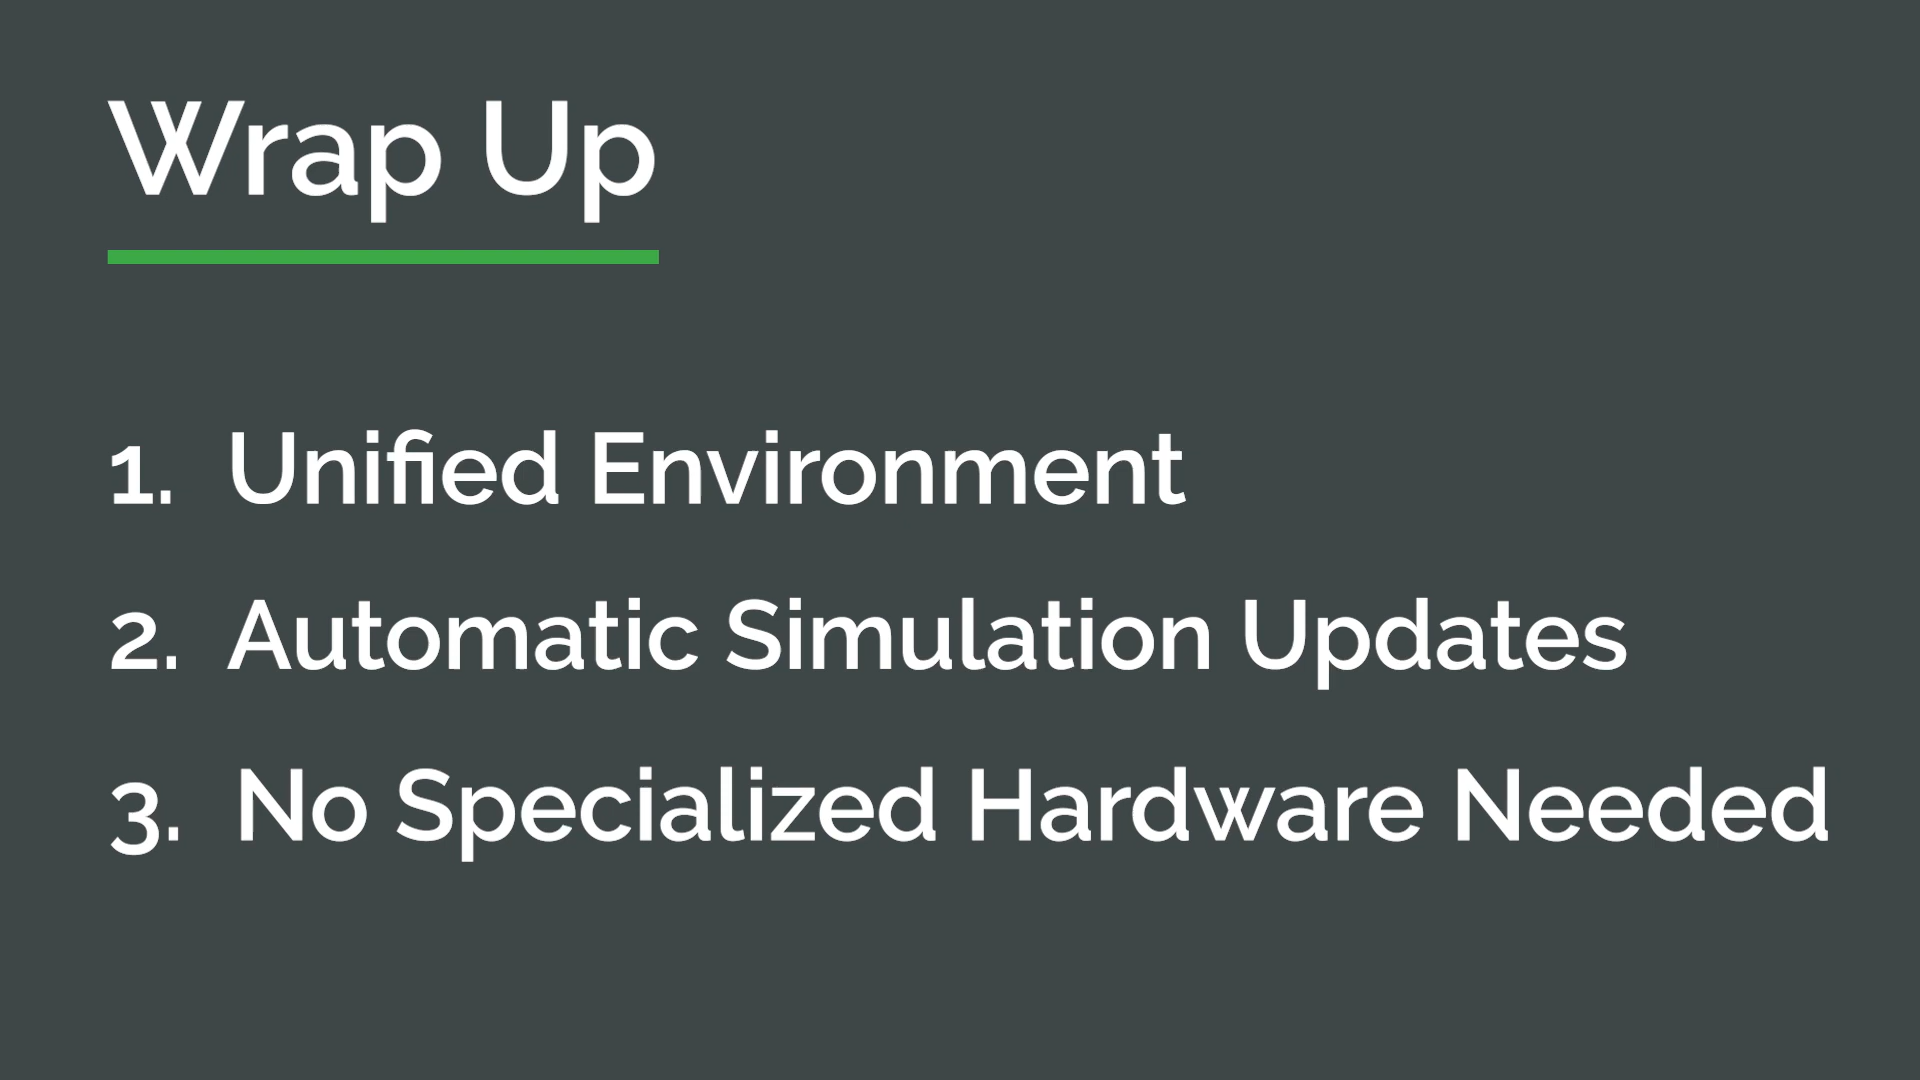 Wrap Up
1. Unified Environment
2. Automatic Simulation Updates
3. No Specialized Hardware Needed